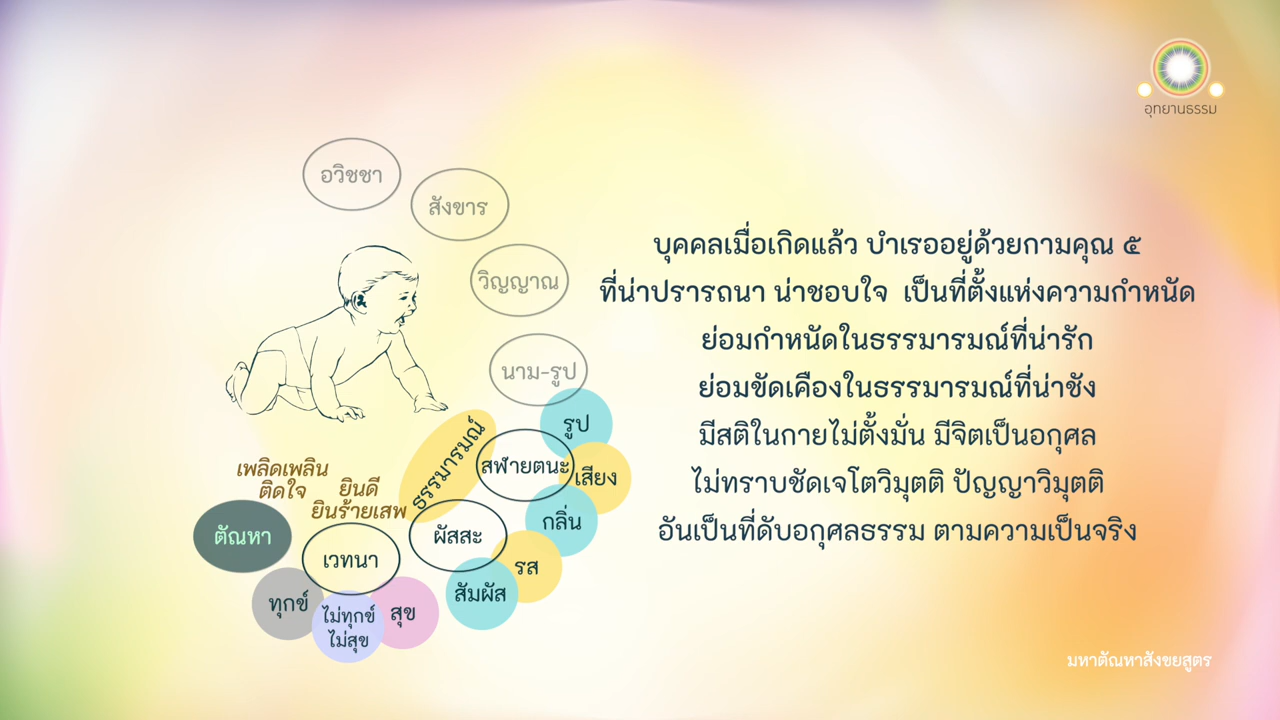 อุทยานธรรม
อวิชชา
สังขาร
วิญญาณ
นาม-รูป
รูป
สฬายตนะ
เสียง
ธรรมารมณ์
กลิ่น
ผัสสะ
รส
สัมผัส
เพลิดเพลิน
ติดใจ
ยินดี
ยินร้ายเสพ
ตัณหา
เวทนา
ทุกข์
ไม่ทุกข์
ไม่สุข
สุข
บุคคลเมื่อเกิดแล้ว บำเรออยู่ด้วยกามคุณ ๕
ที่น่าปรารถนา น่าชอบใจ เป็นที่ตั้งแห่งความกำหนัด
ย่อมกำหนัดในธรรมารมณ์ที่น่ารัก
ย่อมขัดเคืองในธรรมารมณ์ที่น่าชัง
มีสติในกายไม่ตั้งมั่น มีจิตเป็นอกุศล
ไม่ทราบชัดเจโตวิมุตติ ปัญญาวิมุตติ
อันเป็นที่ดับอกุศลธรรม ตามความเป็นจริง
มหาตัณหาสังขยสูตร